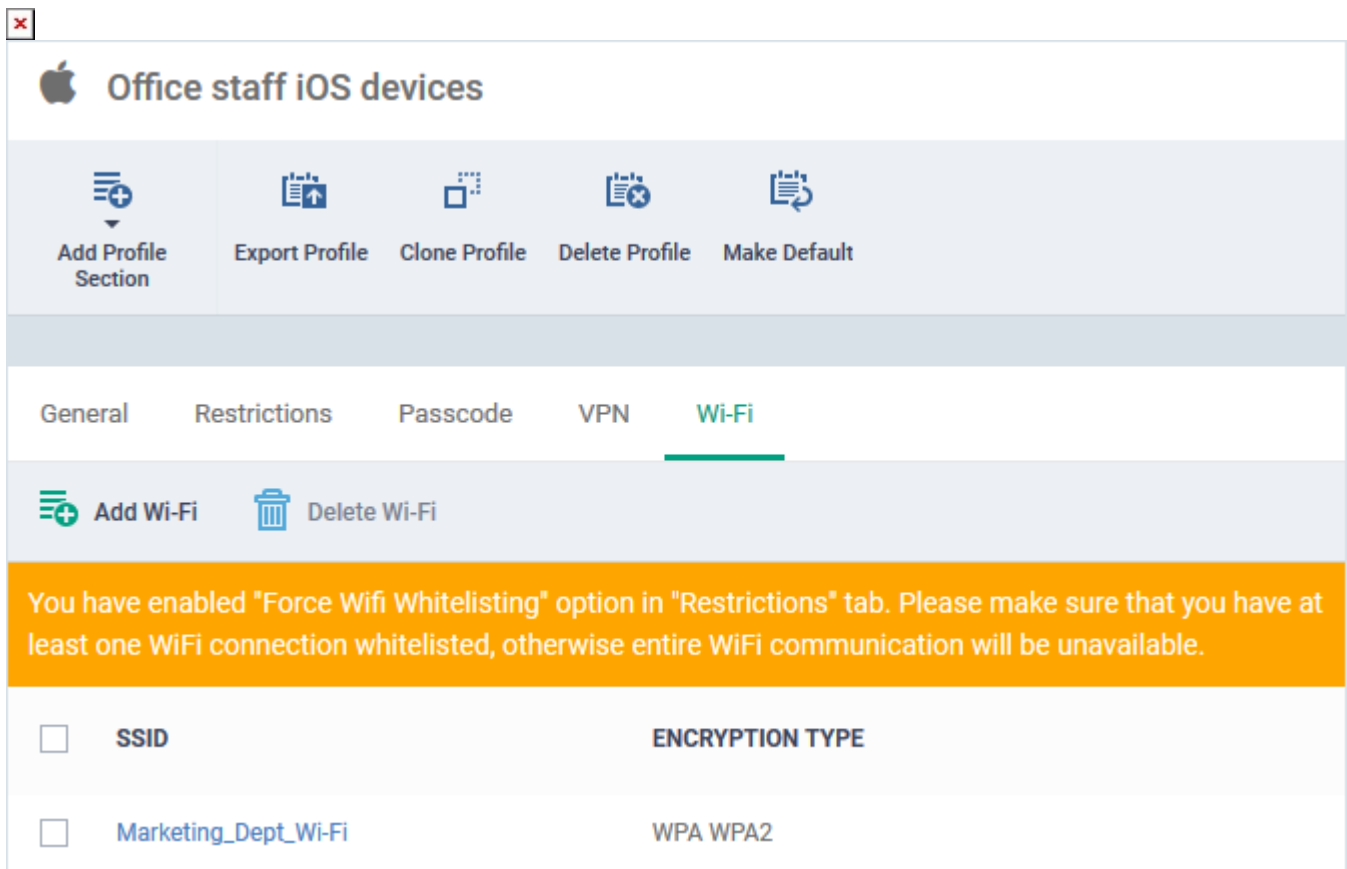 Office staff iOS devices
Add Profile
Section
Export Profile
Clone Profile
Delete Profile
Make Default
General Restrictions Passcode VPN Wi-Fi
Add Wi-Fi Delete Wi-Fi
You have enabled "Force Wifi Whitelisting" option in "Restrictions" tab. Please make sure that you have at
least one WiFi connection whitelisted, otherwise entire WiFi communication will be unavailable.
SSID ENCRYPTION TYPE
Marketing_Dept_Wi-Fi WPA WPA2